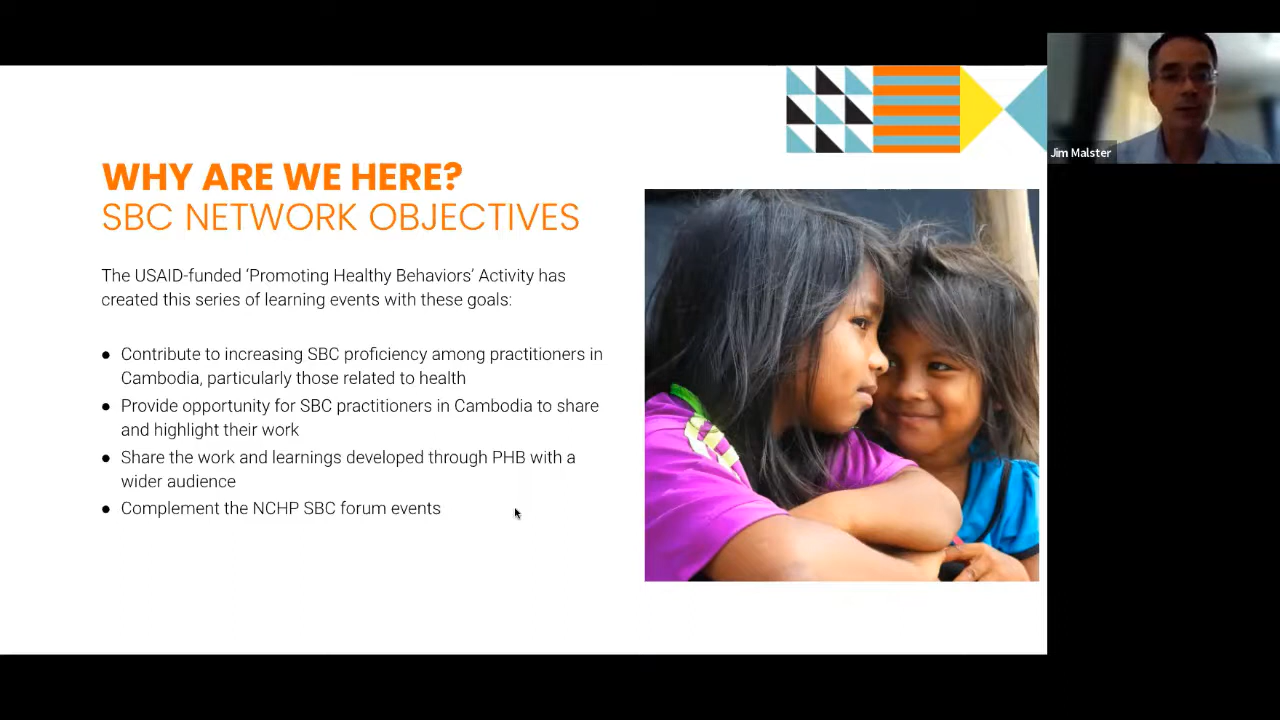 WHY ARE WE HERE?
SBC NETWORK OBJECTIVES
The USAID-funded ‘Promoting Healthy Behaviors’ Activity has
created this series of learning events with these goals:
● Contribute to increasing SBC proficiency among practitioners in
Cambodia, particularly those related to health
● Provide opportunity for SBC practitioners in Cambodia to share
and highlight their work
● Share the work and learnings developed through PHB with a
wider audience
● Complement the NCHP SBC forum events
Jim Malster